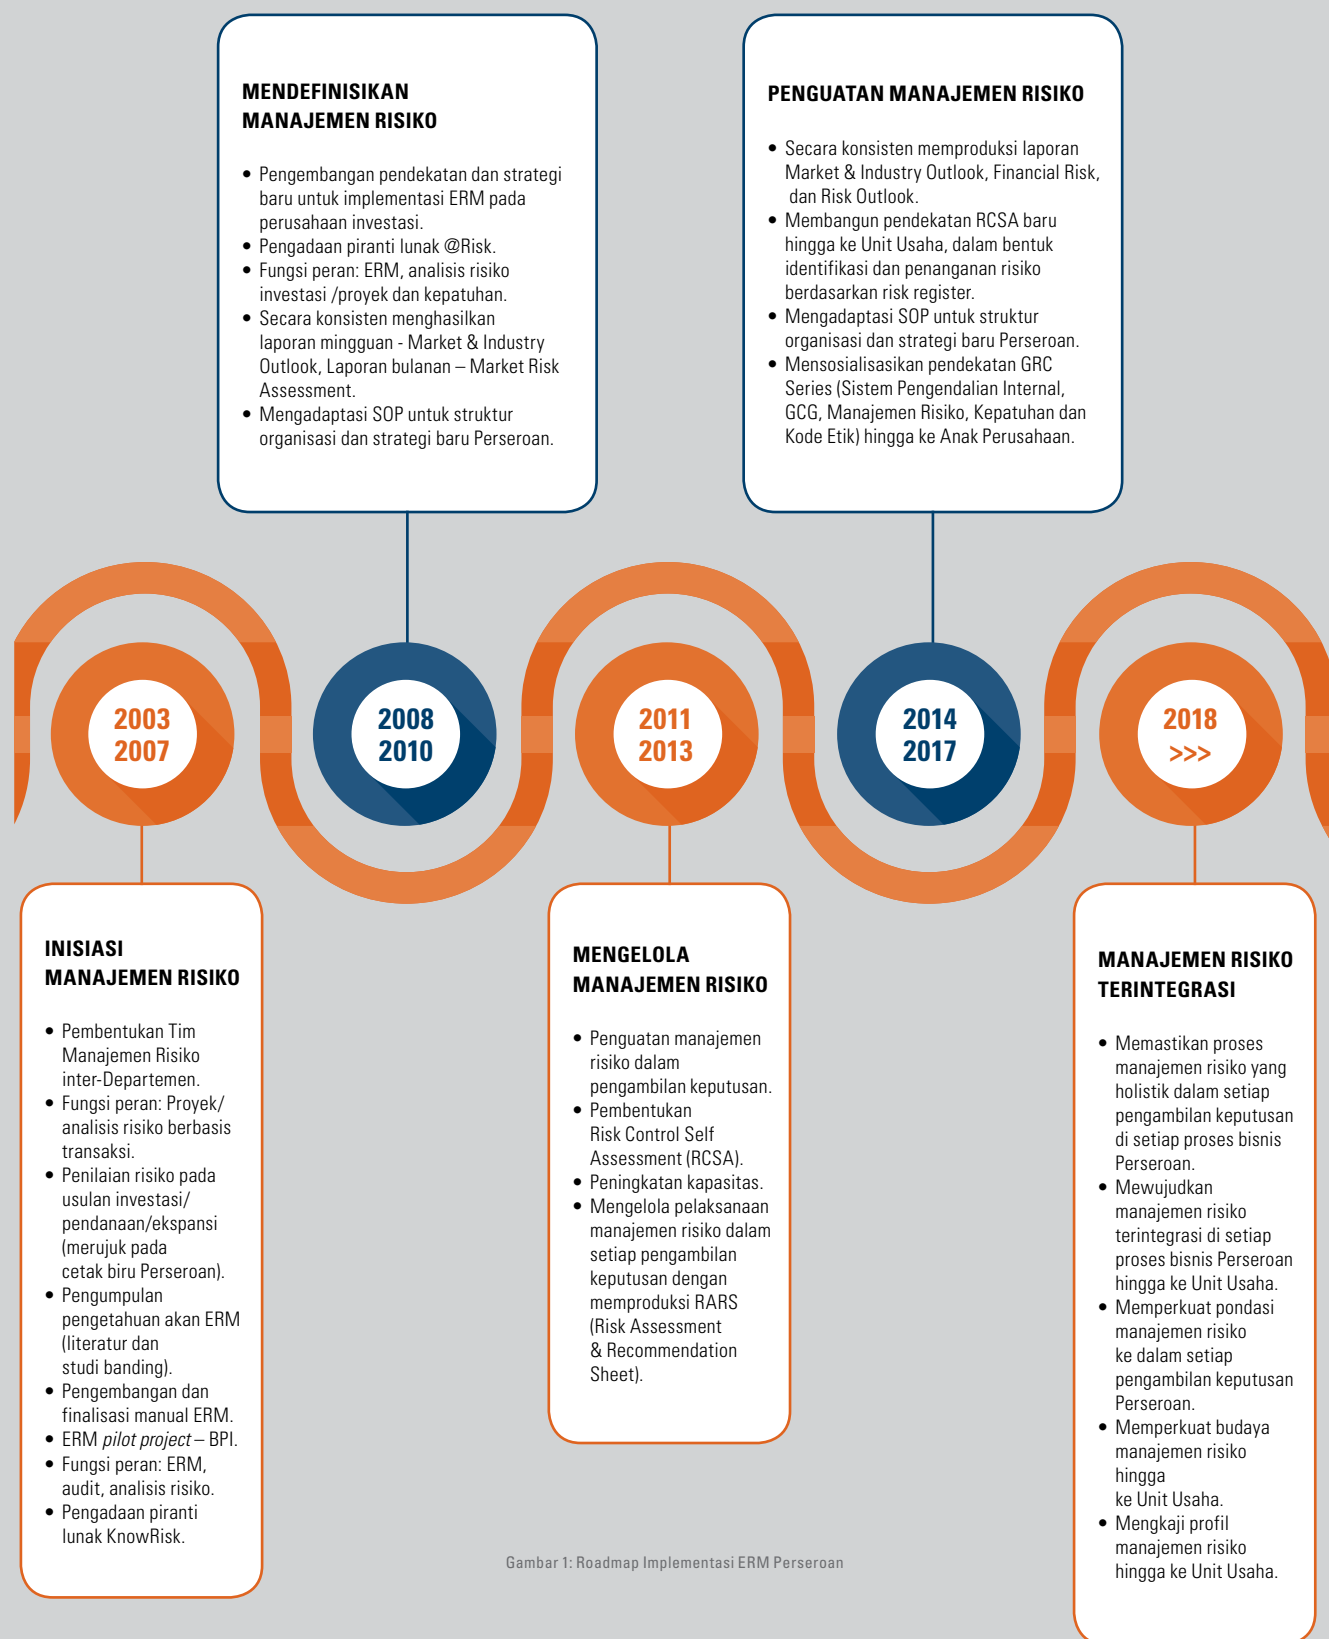 MENDEFINISIKAN
MANAJEMEN RISIKO
• Pengembangan pendekatan dan strategi
baru untuk implementasi ERM pada
perusahaan investasi.
• Pengadaan piranti lunak @Risk.
• Fungsi peran: ERM, analisis risiko
investasi /proyek dan kepatuhan.
• Secara konsisten menghasilkan
laporan mingguan - Market & Industry
Outlook, Laporan bulanan – Market Risk
Assessment.
• Mengadaptasi SOP untuk struktur
organisasi dan strategi baru Perseroan.
PENGUATAN MANAJEMEN RISIKO
• Secara konsisten memproduksi laporan
Market & Industry Outlook, Financial Risk,
dan Risk Outlook.
• Membangun pendekatan RCSA baru
hingga ke Unit Usaha, dalam bentuk
identifikasi dan penanganan risiko
berdasarkan risk register.
• Mengadaptasi SOP untuk struktur
organisasi dan strategi baru Perseroan.
• Mensosialisasikan pendekatan GRC
Series (Sistem Pengendalian Internal,
GCG, Manajemen Risiko, Kepatuhan dan
Kode Etik) hingga ke Anak Perusahaan.
2003
2007
2008
2010
2011
2013
2014
2017
2018
>>>
INISIASI
MANAJEMEN RISIKO
• Pembentukan Tim
Manajemen Risiko
inter-Departemen.
• Fungsi peran: Proyek/
analisis risiko berbasis
transaksi.
• Penilaian risiko pada
usulan investasi/
pendanaan/ekspansi
(merujuk pada
cetak biru Perseroan).
• Pengumpulan
pengetahuan akan ERM
(literatur dan
studi banding).
• Pengembangan dan
finalisasi manual ERM.
• ERM pilot project – BPI.
• Fungsi peran: ERM,
audit, analisis risiko.
• Pengadaan piranti
lunak KnowRisk.
MENGELOLA
MANAJEMEN RISIKO
• Penguatan manajemen
risiko dalam
pengambilan keputusan.
• Pembentukan
Risk Control Self
Assessment (RCSA).
• Peningkatan kapasitas.
• Mengelola pelaksanaan
manajemen risiko dalam
setiap pengambilan
keputusan dengan
memproduksi RARS
(Risk Assessment
& Recommendation
Sheet).
MANAJEMEN RISIKO
TERINTEGRASI
• Memastikan proses
manajemen risiko yang
holistik dalam setiap
pengambilan keputusan
di setiap proses bisnis
Perseroan.
• Mewujudkan
manajemen risiko
terintegrasi di setiap
proses bisnis Perseroan
hingga ke Unit Usaha.
• Memperkuat pondasi
manajemen risiko
ke dalam setiap
pengambilan keputusan
Perseroan.
• Memperkuat budaya
manajemen risiko
hingga
ke Unit Usaha.
• Mengkaji profil
manajemen risiko
hingga ke Unit Usaha.
Gambar 1: Roadmap Implementasi ERM Perseroan